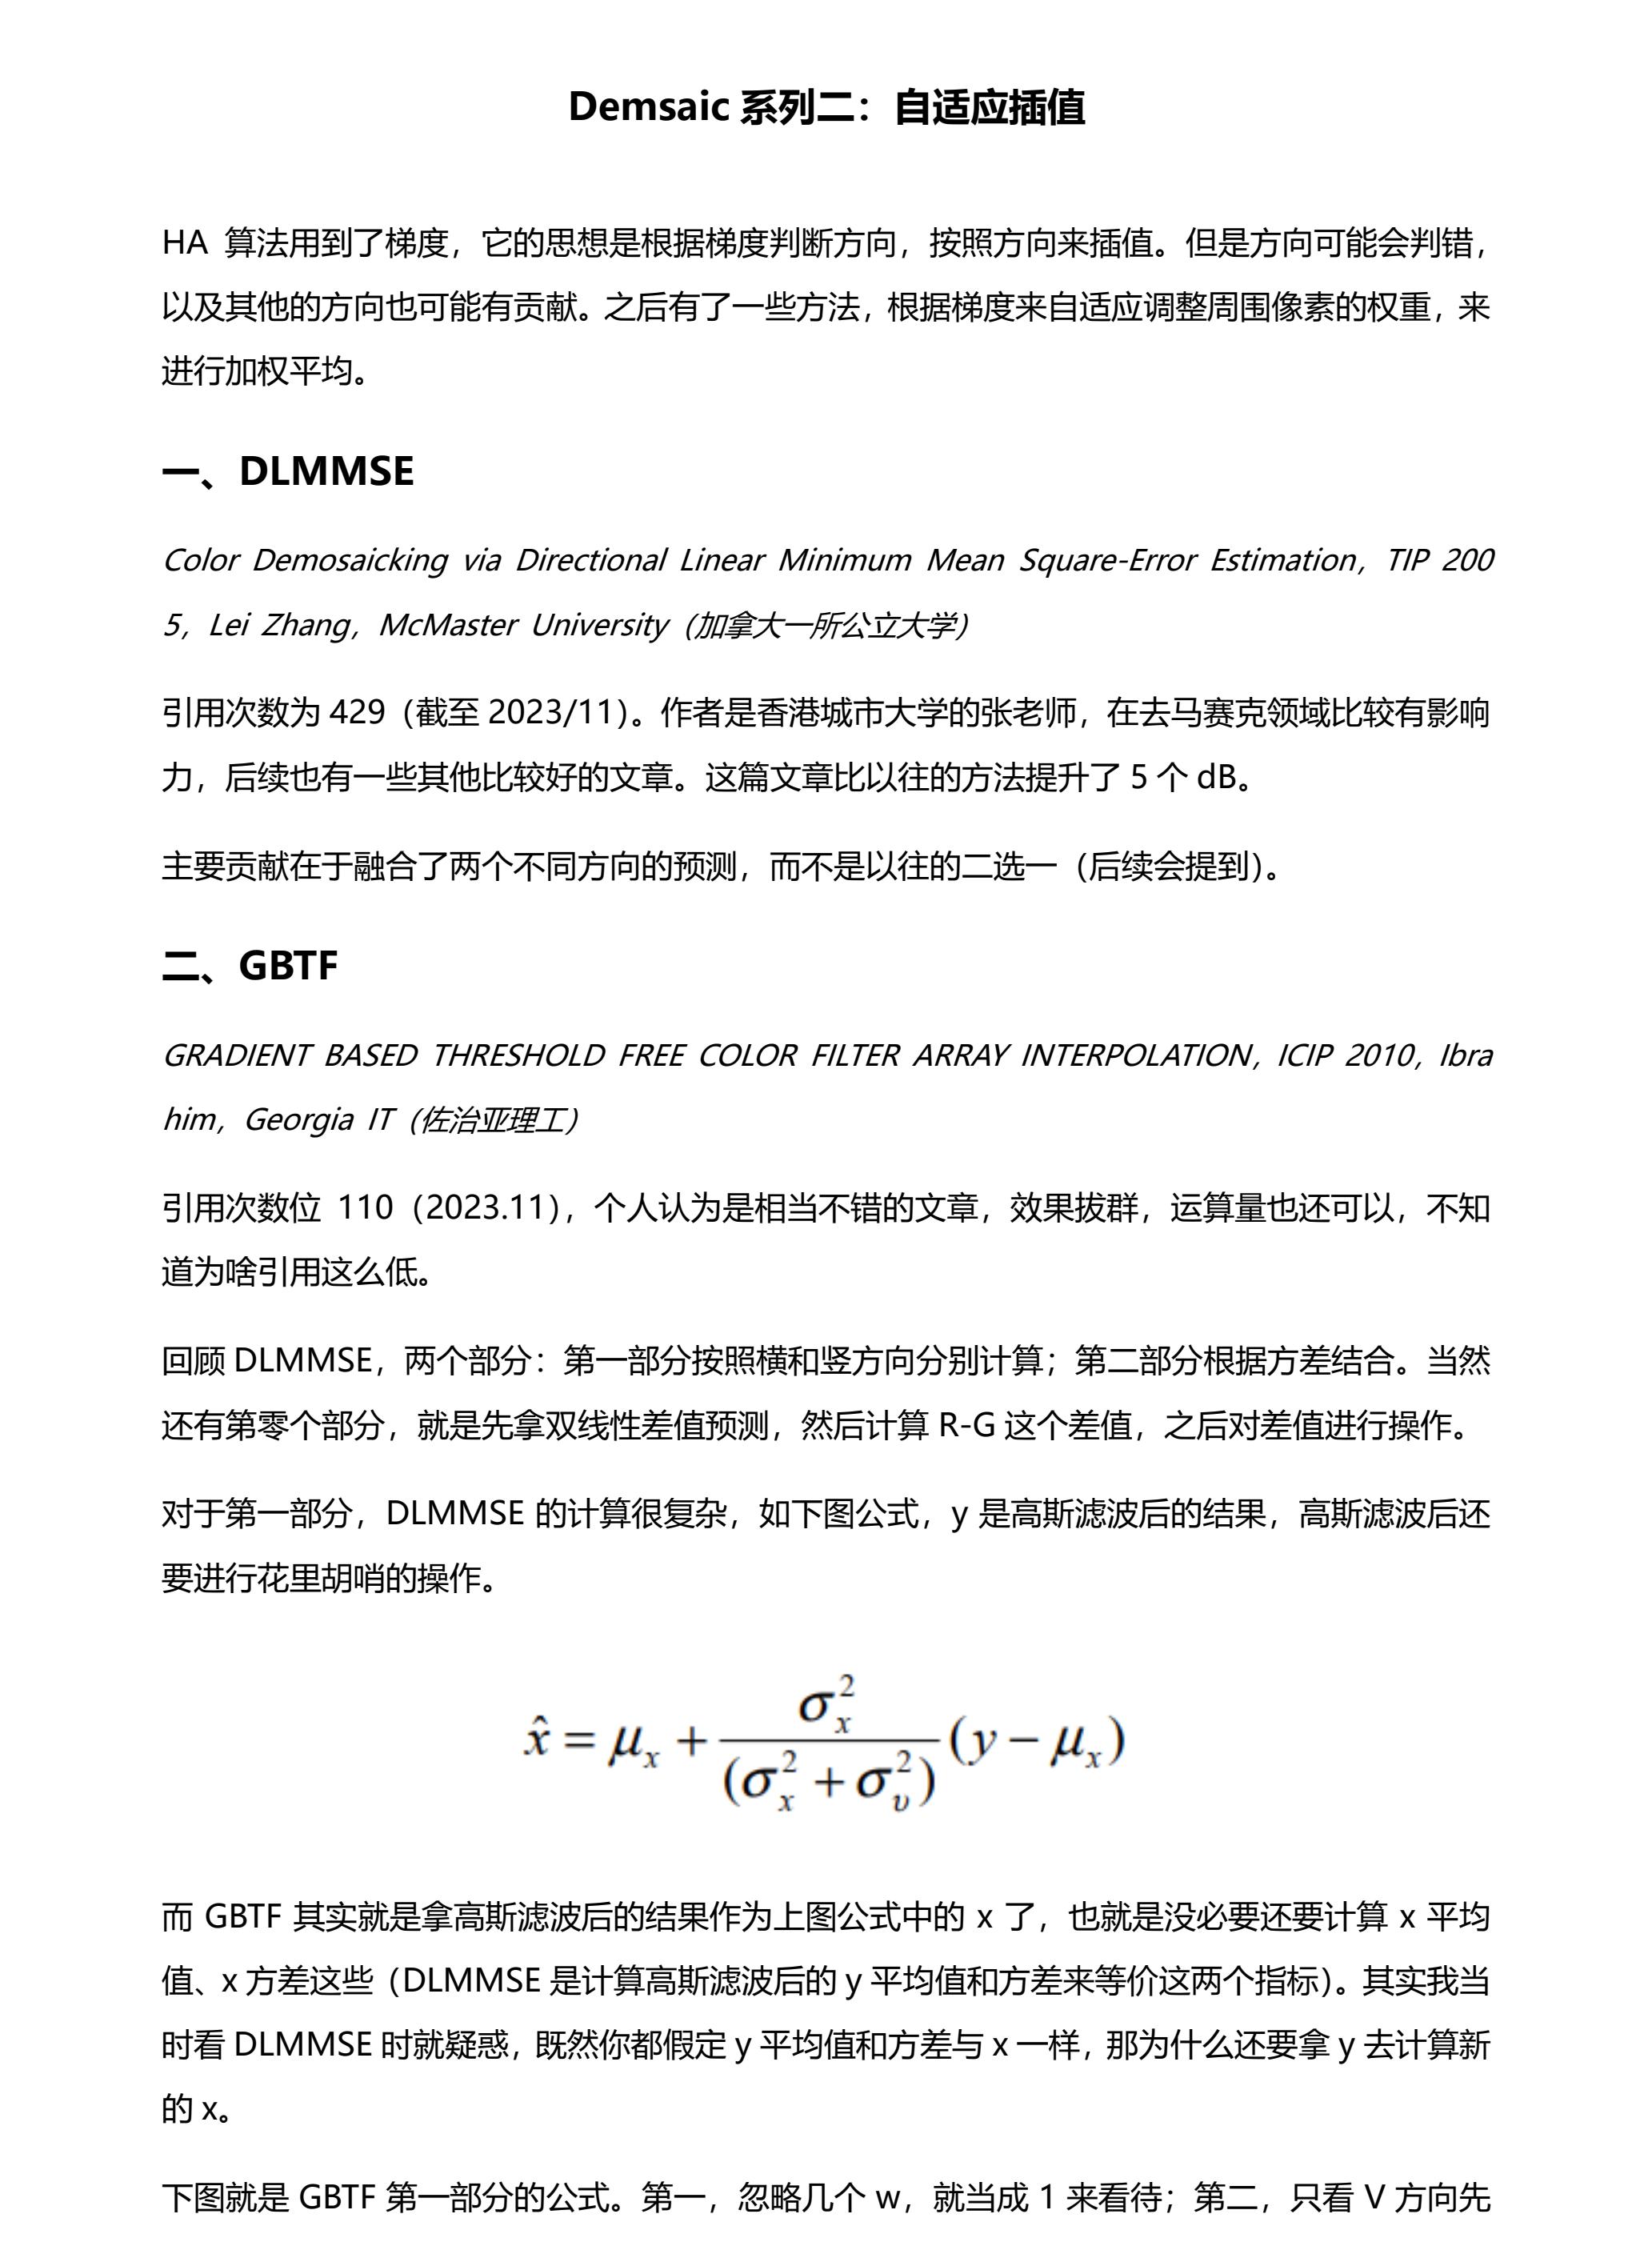 Demsaic 系列二：自适应插值
HA 算法用到了梯度，它的思想是根据梯度判断方向，按照方向来插值。但是方向可能会判错，
以及其他的方向也可能有贡献。之后有了一些方法，根据梯度来自适应调整周围像素的权重，来
进行加权平均。
一、DLMMSE
Color Demosaicking via Directional Linear Minimum Mean Square-Error Estimation，TIP 200
5，Lei Zhang，McMaster University（加拿大一所公立大学）
引用次数为 429（截至 2023/11）。作者是香港城市大学的张老师，在去马赛克领域比较有影响
力，后续也有一些其他比较好的文章。这篇文章比以往的方法提升了 5 个 dB。
主要贡献在于融合了两个不同方向的预测，而不是以往的二选一（后续会提到）。
二、GBTF
GRADIENT BASED THRESHOLD FREE COLOR FILTER ARRAY INTERPOLATION，ICIP 2010，Ibra
him，Georgia IT（佐治亚理工）
引用次数位 110（2023.11），个人认为是相当不错的文章，效果拔群，运算量也还可以，不知
道为啥引用这么低。
回顾 DLMMSE，两个部分：第一部分按照横和竖方向分别计算；第二部分根据方差结合。当然
还有第零个部分，就是先拿双线性差值预测，然后计算 R-G 这个差值，之后对差值进行操作。
对于第一部分，DLMMSE 的计算很复杂，如下图公式，y 是高斯滤波后的结果，高斯滤波后还
要进行花里胡哨的操作。
$\hat{x} = \mu_x + \frac{\sigma_x^2}{(\sigma_x^2 + \sigma_\upsilon^2)}(y - \mu_x)$
而 GBTF 其实就是拿高斯滤波后的结果作为上图公式中的 x 了，也就是没必要还要计算 x 平均
值、x 方差这些（DLMMSE 是计算高斯滤波后的 y 平均值和方差来等价这两个指标）。其实我当
时看 DLMMSE 时就疑惑，既然你都假定 y 平均值和方差与 x 一样，那为什么还要拿 y 去计算新
的 x。
下图就是 GBTF 第一部分的公式。第一，忽略几个 w，就当成 1 来看待；第二，只看 V 方向先